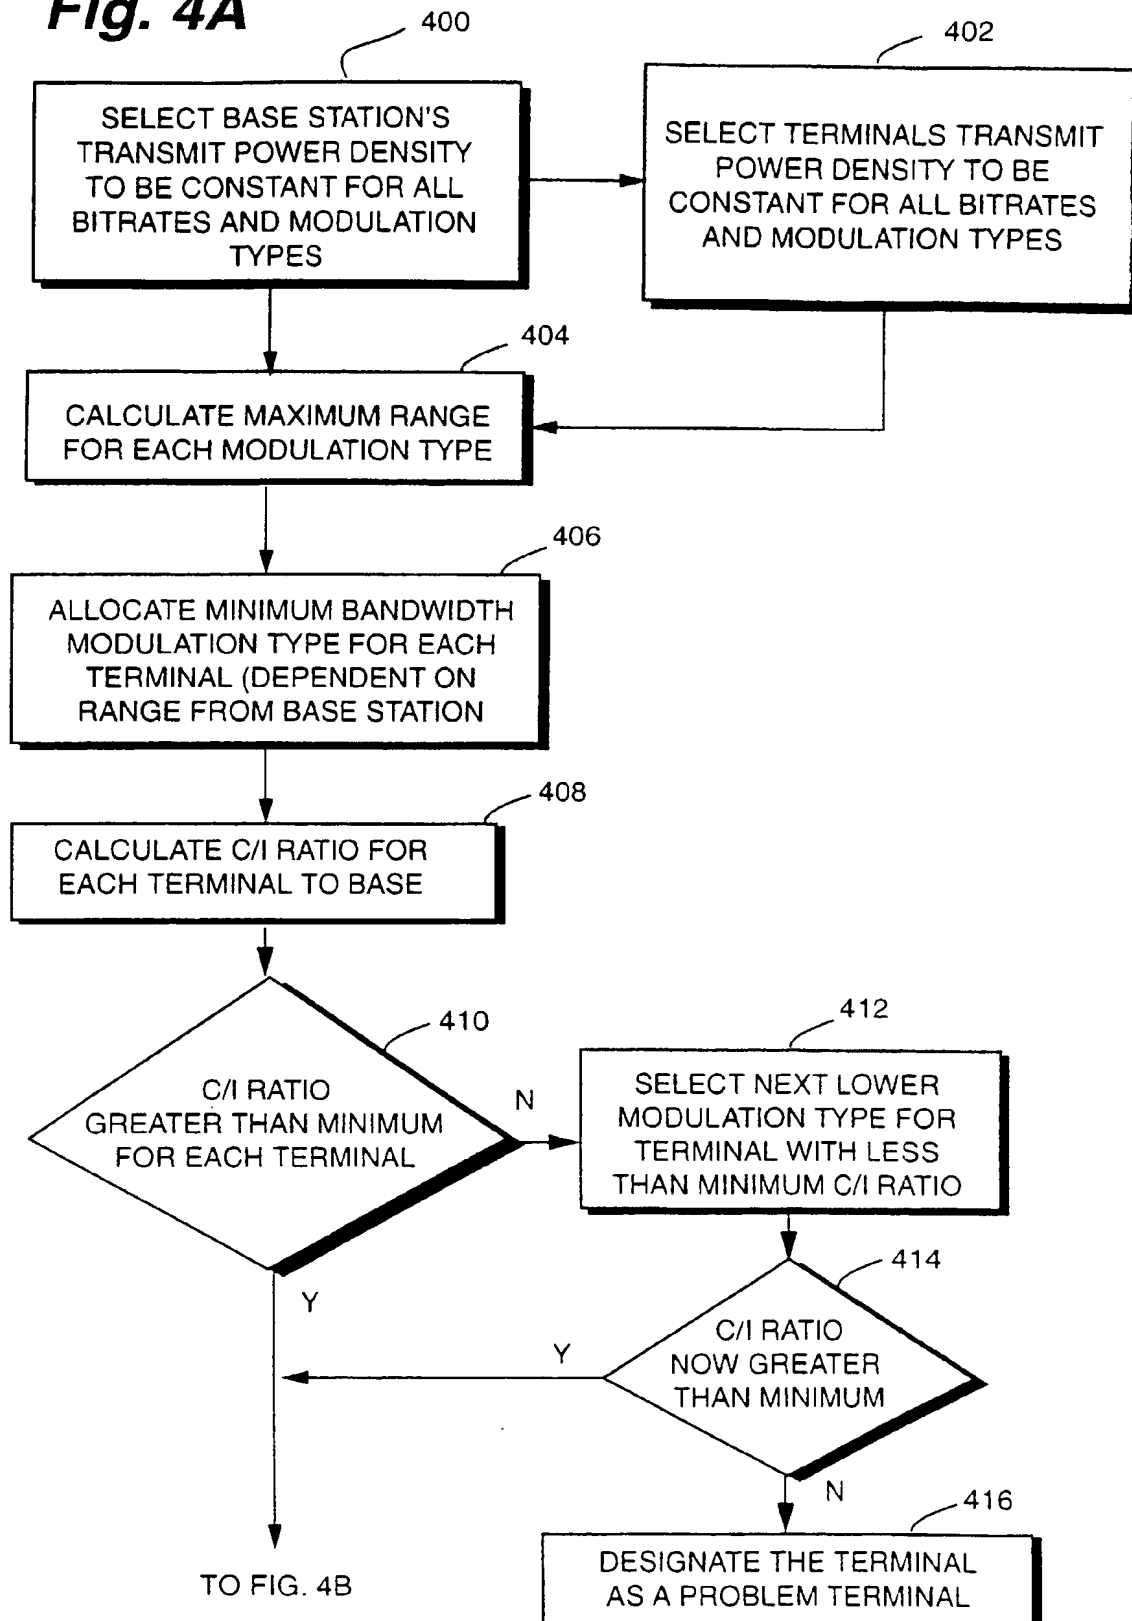 Fig. 4A
400
402
SELECT BASE STATION'S
TRANSMIT POWER DENSITY
TO BE CONSTANT FOR ALL
BITRATES AND MODULATION
TYPES
SELECT TERMINALS TRANSMIT
POWER DENSITY TO BE
CONSTANT FOR ALL BITRATES
AND MODULATION TYPES
404
CALCULATE MAXIMUM RANGE
FOR EACH MODULATION TYPE
406
ALLOCATE MINIMUM BANDWIDTH
MODULATION TYPE FOR EACH
TERMINAL (DEPENDENT ON
RANGE FROM BASE STATION
408
CALCULATE C/I RATIO FOR
EACH TERMINAL TO BASE
410
C/I RATIO
GREATER THAN MINIMUM
FOR EACH TERMINAL
N
Y
412
SELECT NEXT LOWER
MODULATION TYPE FOR
TERMINAL WITH LESS
THAN MINIMUM C/I RATIO
414
C/I RATIO
NOW GREATER
THAN MINIMUM
Y
N
416
DESIGNATE THE TERMINAL
AS A PROBLEM TERMINAL
TO FIG. 4B